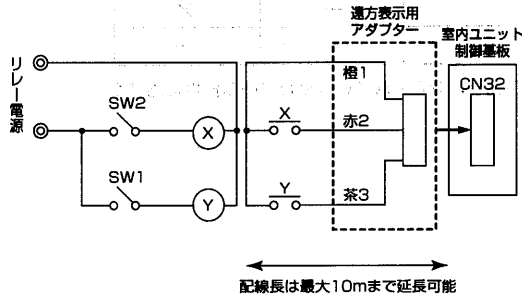 遠方表示用
アダプター
室内ユニット
制御基板
リレー電源
橙1
CN32
SW2
X
X
赤2
SW1
Y
Y
茶3
配線長は最大10mまで延長可能